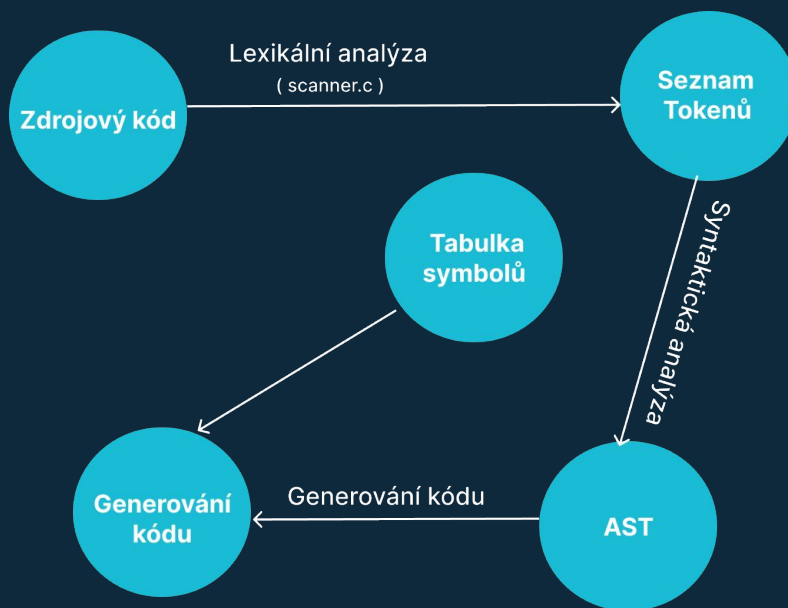 Lexikální analýza
( scanner.c )
Zdrojový kód
Seznam
Tokenů
Tabulka
symbolů
Syntaktická analýza
Generování
kódu
Generování kódu
AST